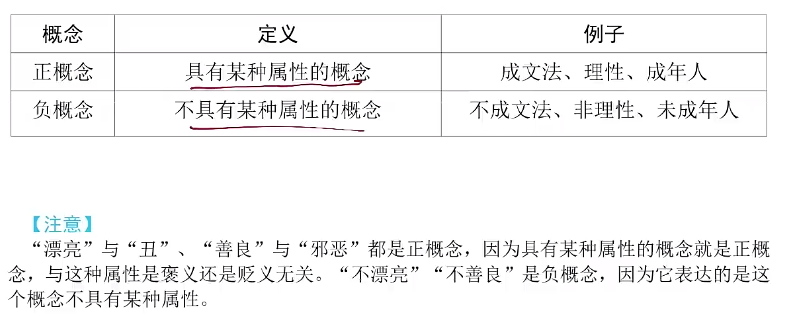 概念 定义 例子
正概念 具有某种属性的概念 成文法、理性、成年人
负概念 不具有某种属性的概念 不成文法、非理性、未成年人
【注意】
“漂亮”与“丑”、“善良”与“邪恶”都是正概念，因为具有某种属性的概念就是正概
念，与这种属性是褒义还是贬义无关。“不漂亮”“不善良”是负概念，因为它表达的是这
个概念不具有某种属性。